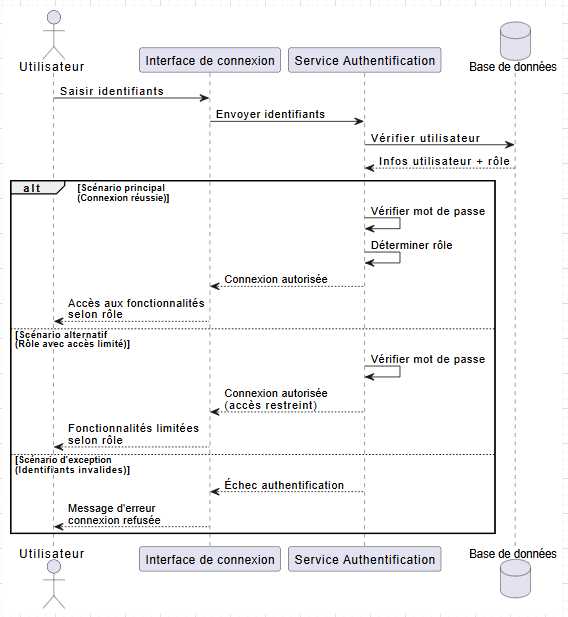 Utilisateur
Interface de connexion
Service Authentification
Base de données
Saisir identifiants
Envoyer identifiants
Vérifier utilisateur
Infos utilisateur + rôle
alt
[Scénario principal
(Connexion réussie)]
Vérifier mot de passe
Déterminer rôle
Connexion autorisée
Accès aux fonctionnalités
selon rôle
[Scénario alternatif
(Rôle avec accès limité)]
Vérifier mot de passe
Connexion autorisée
(accès restreint)
Fonctionnalités limitées
selon rôle
[Scénario d'exception
(Identifiants invalides)]
Échec authentification
Message d'erreur
connexion refusée
Utilisateur
Interface de connexion
Service Authentification
Base de données